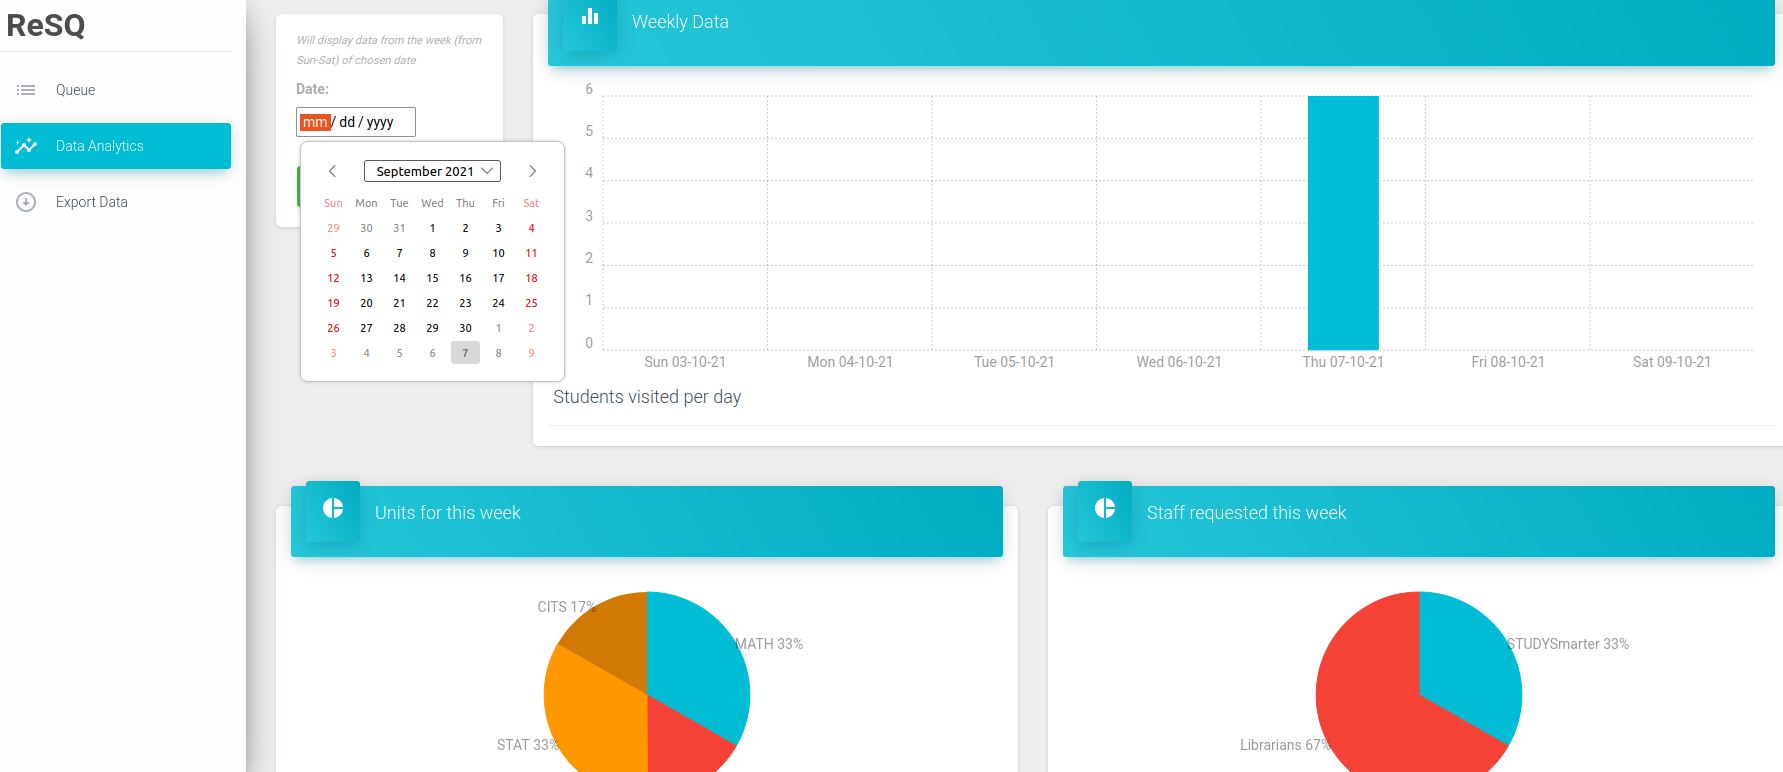 ReSQ
Queue
Data Analytics
Export Data
Will display data from the week (from
Sun-Sat) of chosen date
Date:
mm / dd / yyyy
September 2021
Sun Mon Tue Wed Thu Fri Sat
29 30 31 1 2 3 4
5 6 7 8 9 10 11
12 13 14 15 16 17 18
19 20 21 22 23 24 25
26 27 28 29 30 1 2
3 4 5 6 7 8 9
Weekly Data
6
5
4
3
2
1
0
Sun 03-10-21 Mon 04-10-21 Tue 05-10-21 Wed 06-10-21 Thu 07-10-21 Fri 08-10-21 Sat 09-10-21
Students visited per day
Units for this week
CITS 17%
MATH 33%
STAT 33%
Staff requested this week
STUDYSmarter 33%
Librarians 67%